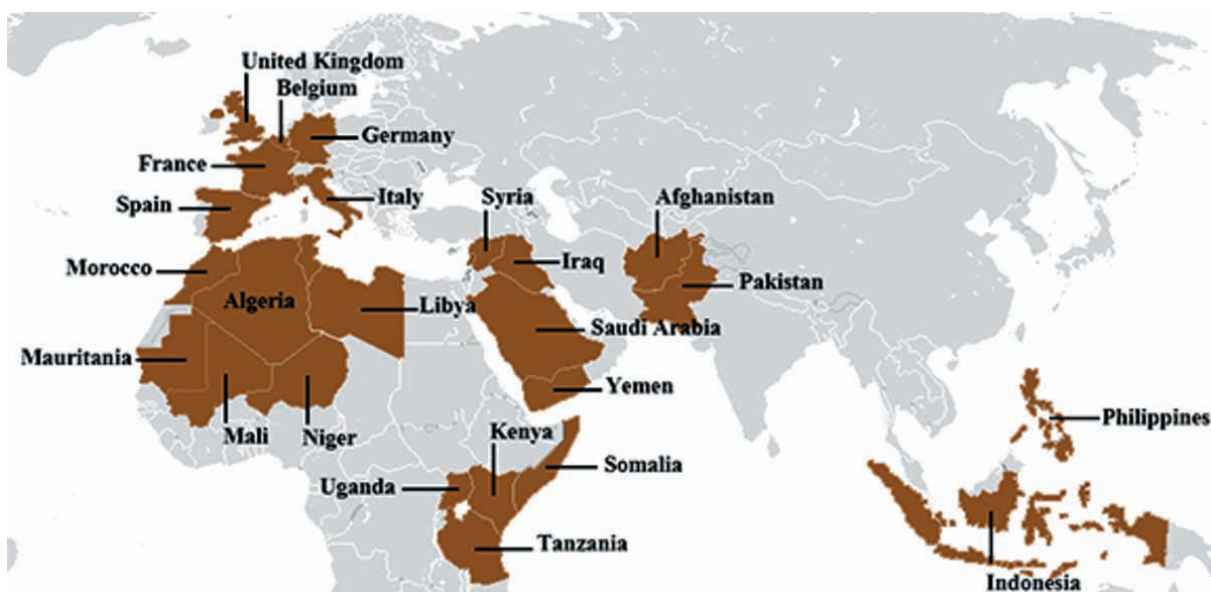 United Kingdom
Belgium
Germany
France
Spain
Italy
Syria
Afghanistan
Morocco
Iraq
Pakistan
Algeria
Libya
Saudi Arabia
Mauritania
Yemen
Philippines
Mali
Niger
Kenya
Somalia
Uganda
Tanzania
Indonesia